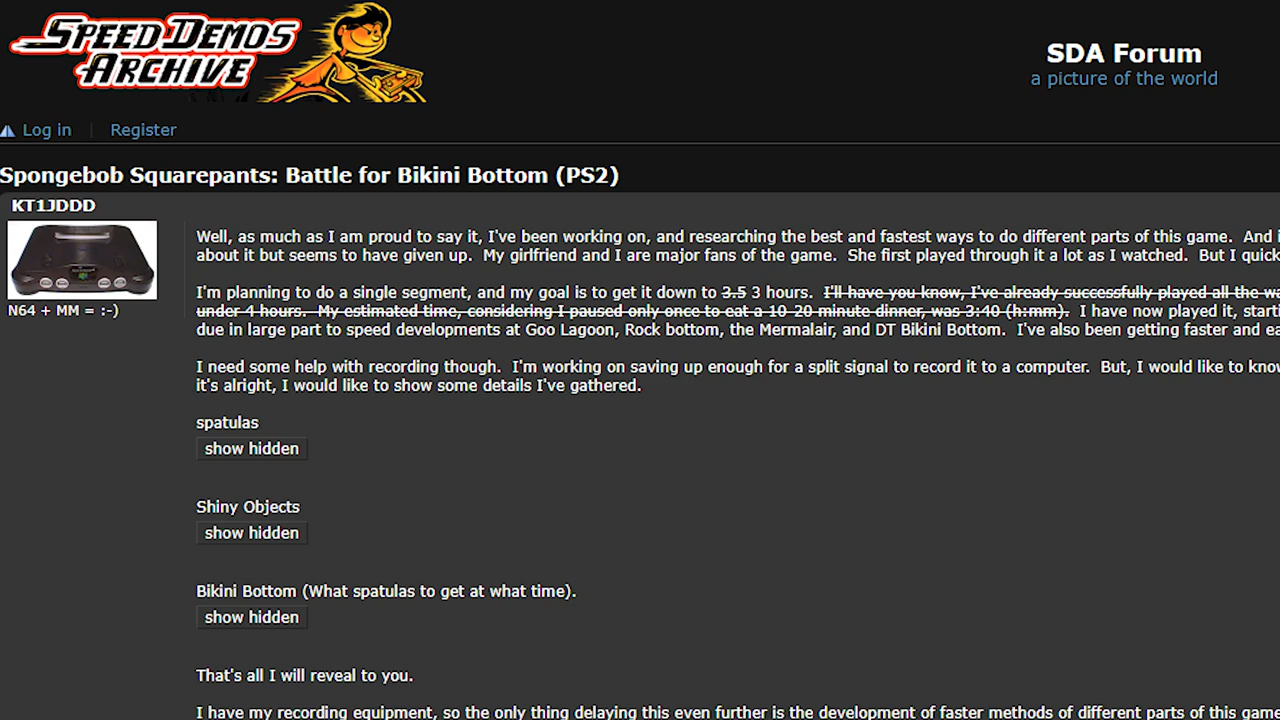 SPEED DEMOS
ARCHIVE
SDA Forum
a picture of the world
Log in | Register
Spongebob Squarepants: Battle for Bikini Bottom (PS2)
KT1JDDD
N64 + MM = :-)
Well, as much as I am proud to say it, I've been working on, and researching the best and fastest ways to do different parts of this game. And
about it but seems to have given up. My girlfriend and I are major fans of the game. She first played through it a lot as I watched. But I
I'm planning to do a single segment, and my goal is to get it down to 3.5 3 hours. I'll have you know, I've already successfully played all the
under 4 hours. My estimated time, considering I paused only once to eat a 10-20 minute dinner, was 3:40 (h:mm). I have now played it,
due in large part to speed developments at Goo Lagoon, Rock bottom, the Mermalair, and DT Bikini Bottom. I've also been getting faster and
I need some help with recording though. I'm working on saving up enough for a split signal to record it to a computer. But, I would like to
it's alright, I would like to show some details I've gathered.
spatulas
show hidden
Shiny Objects
show hidden
Bikini Bottom (What spatulas to get at what time).
show hidden
That's all I will reveal to you.
I have my recording equipment, so the only thing delaying this even further is the development of faster methods of different parts of this game